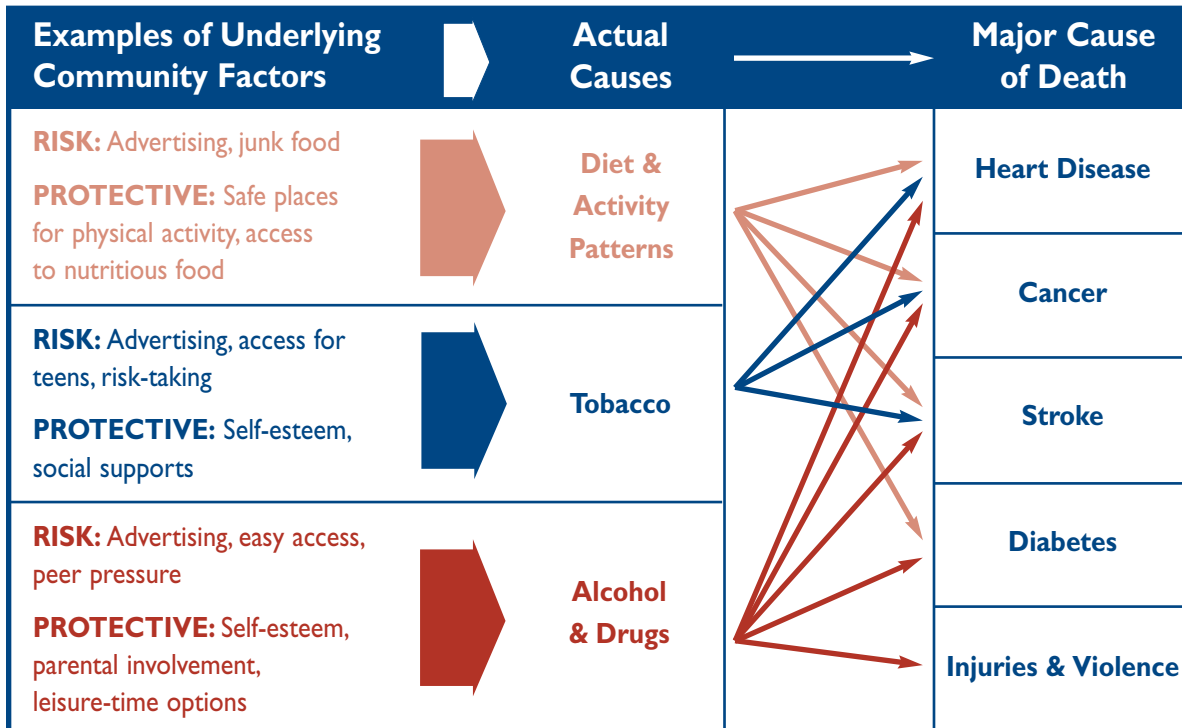 Examples of Underlying
Community Factors
Actual
Causes
Major Cause
of Death
RISK: Advertising, junk food
PROTECTIVE: Safe places
for physical activity, access
to nutritious food
Diet &
Activity
Patterns
RISK: Advertising, access for
teens, risk-taking
PROTECTIVE: Self-esteem,
social supports
Tobacco
RISK: Advertising, easy access,
peer pressure
PROTECTIVE: Self-esteem,
parental involvement,
leisure-time options
Alcohol
& Drugs
Heart Disease
Cancer
Stroke
Diabetes
Injuries & Violence